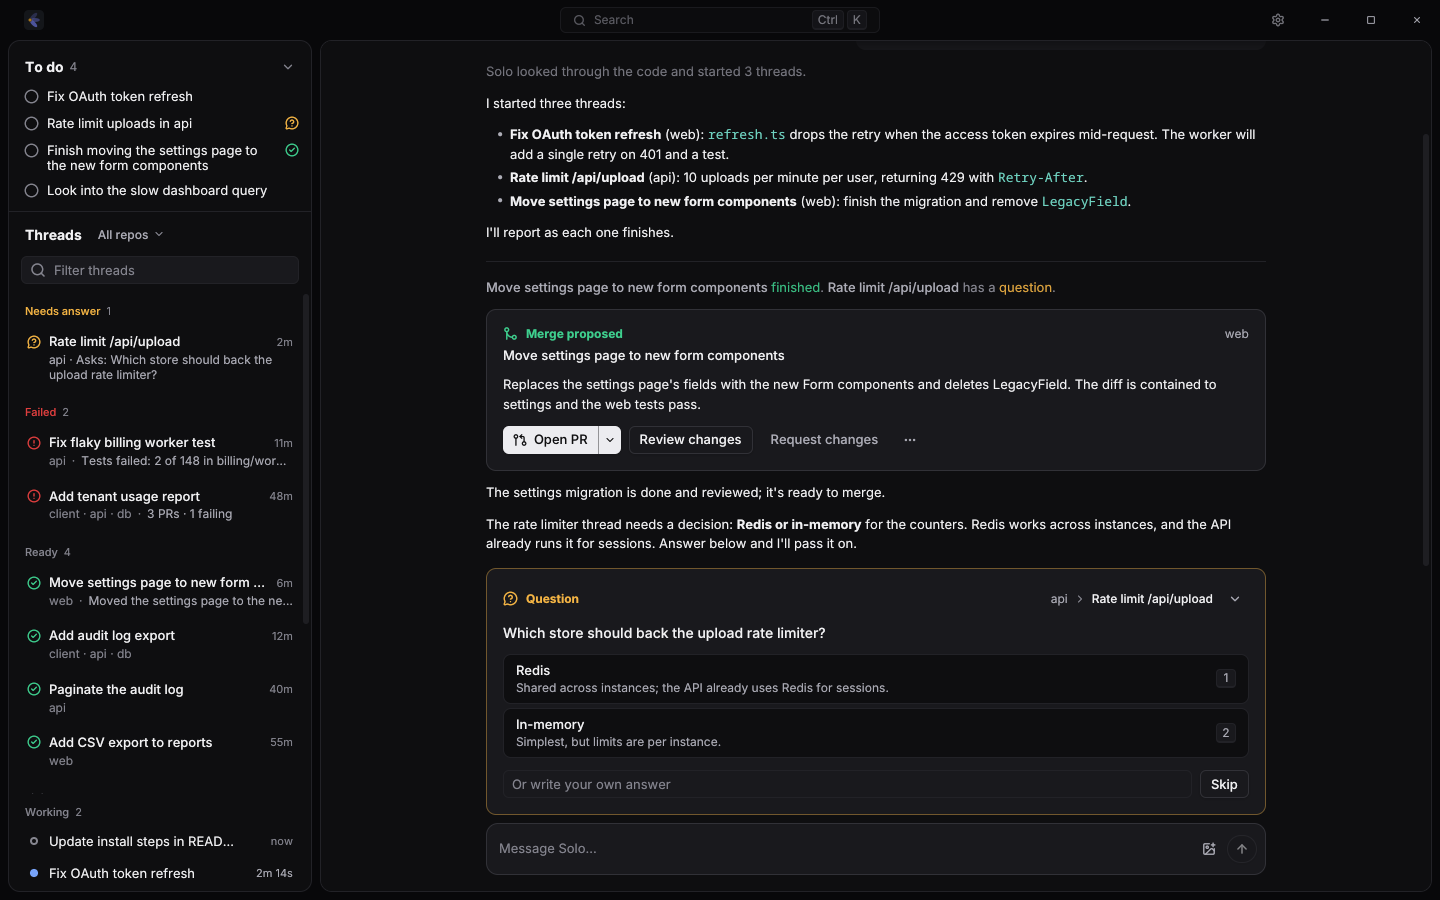 Search
Ctrl K
To do 4
Fix OAuth token refresh
Rate limit uploads in api
Finish moving the settings page to
the new form components
Look into the slow dashboard query
Threads All repos
Filter threads
Needs answer 1
Rate limit /api/upload 2m
api · Asks: Which store should back the
upload rate limiter?
Failed 2
Fix flaky billing worker test 11m
api · Tests failed: 2 of 148 in billing/wor...
Add tenant usage report 48m
client · api · db · 3 PRs · 1 failing
Ready 4
Move settings page to new form ... 6m
web · Moved the settings page to the ne...
Add audit log export 12m
client · api · db
Paginate the audit log 40m
api
Add CSV export to reports 55m
web
Working 2
Update install steps in READ... now
Fix OAuth token refresh 2m 14s
Solo looked through the code and started 3 threads.
I started three threads:
• Fix OAuth token refresh (web): refresh.ts drops the retry when the access token expires mid-request. The worker will
add a single retry on 401 and a test.
• Rate limit /api/upload (api): 10 uploads per minute per user, returning 429 with Retry-After.
• Move settings page to new form components (web): finish the migration and remove LegacyField.
I'll report as each one finishes.
Move settings page to new form components finished. Rate limit /api/upload has a question.
Merge proposed web
Move settings page to new form components
Replaces the settings page's fields with the new Form components and deletes LegacyField. The diff is contained to
settings and the web tests pass.
Open PR Review changes Request changes ...
The settings migration is done and reviewed; it's ready to merge.
The rate limiter thread needs a decision: Redis or in-memory for the counters. Redis works across instances, and the API
already runs it for sessions. Answer below and I'll pass it on.
Question api > Rate limit /api/upload
Which store should back the upload rate limiter?
Redis
Shared across instances; the API already uses Redis for sessions. 1
In-memory
Simplest, but limits are per instance. 2
Or write your own answer Skip
Message Solo...